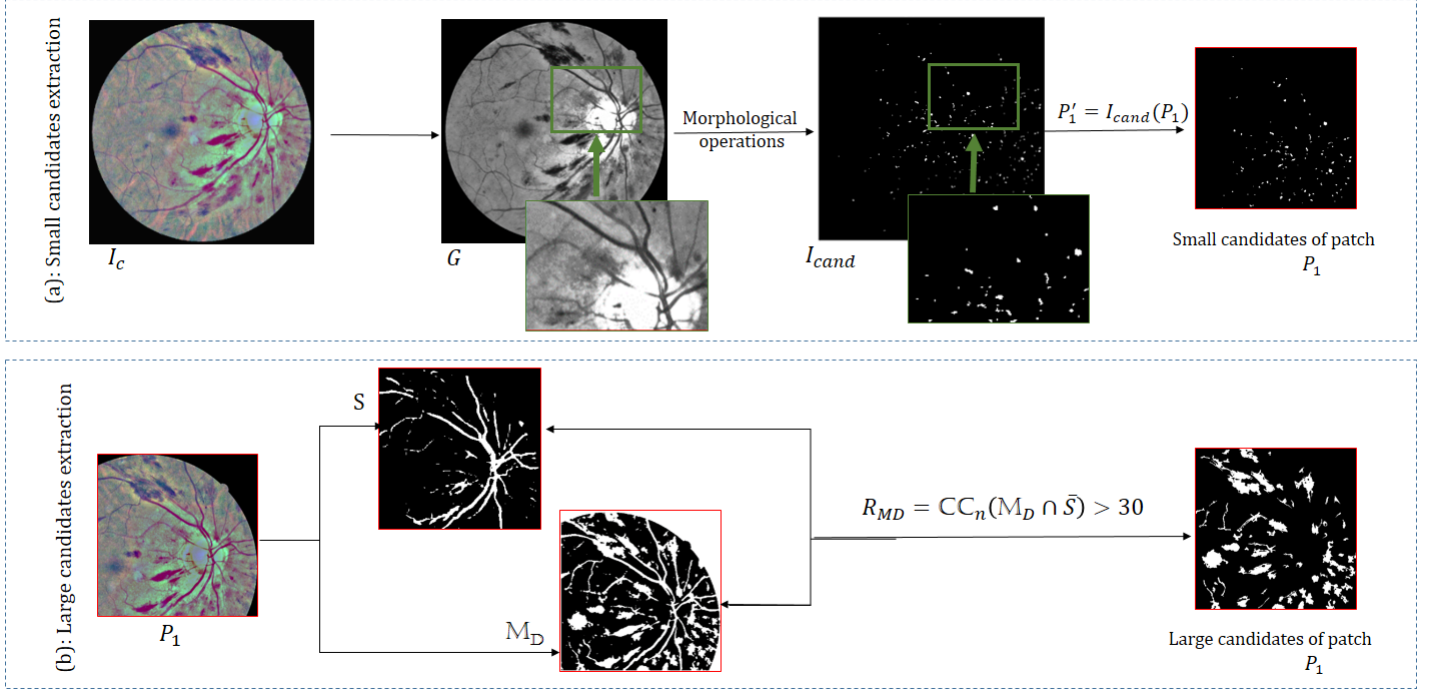 (a): Small candidates extraction
I_c
G
Morphological
operations
I_cand
P′_1 = I_cand(P_1)
Small candidates of patch
P_1
(b): Large candidates extraction
P_1
S
M_D
R_MD = ℂℂ_n(𝕄_D ∩ S̄) > 30
Large candidates of patch
P_1